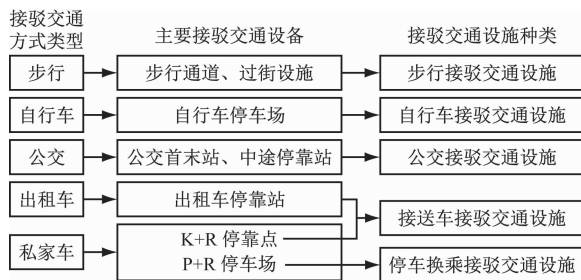 接驳交通
方式类型
主要接驳交通设备
接驳交通设施种类
步行
步行通道、过街设施
步行接驳交通设施
自行车
自行车停车场
自行车接驳交通设施
公交
公交首末站、中途停靠站
公交接驳交通设施
出租车
出租车停靠站
接送车接驳交通设施
私家车
K+R 停靠点
P+R 停车场
停车换乘接驳交通设施